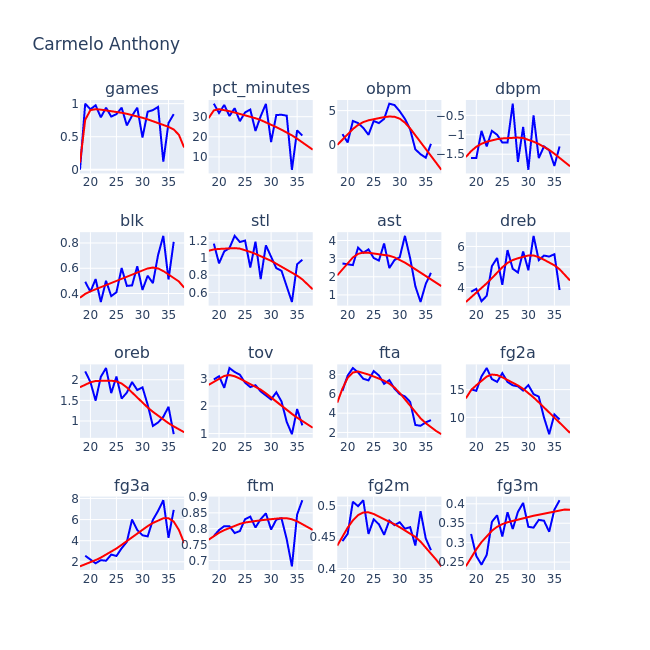 Carmelo Anthony
games pct_minutes obpm dbpm
1 0.5 0 30 20 10 5 0 −0.5 −1 −1.5
20 25 30 35 20 25 30 35 20 25 30 35 20 25 30 35
blk stl ast dreb
0.8 0.6 0.4 1.2 1 0.8 0.6 4 3 2 1 6 5 4
20 25 30 35 20 25 30 35 20 25 30 35 20 25 30 35
oreb tov fta fg2a
2 1.5 1 3 2 1 8 6 4 2 15 10
20 25 30 35 20 25 30 35 20 25 30 35 20 25 30 35
fg3a ftm fg2m fg3m
8 6 4 2 0.9 0.85 0.8 0.75 0.7 0.5 0.45 0.4 0.4 0.35 0.3 0.25
20 25 30 35 20 25 30 35 20 25 30 35 20 25 30 35